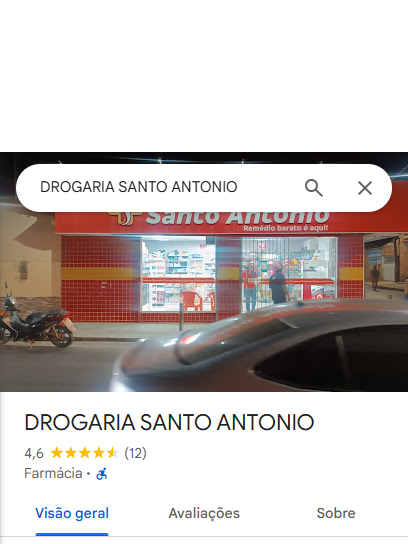 DROGARIA SANTO ANTONIO
Santo Antonio
Remédio barato é aqui!
DROGARIA SANTO ANTONIO
4,6 (12)
Farmácia ·
Visão geral Avaliações Sobre